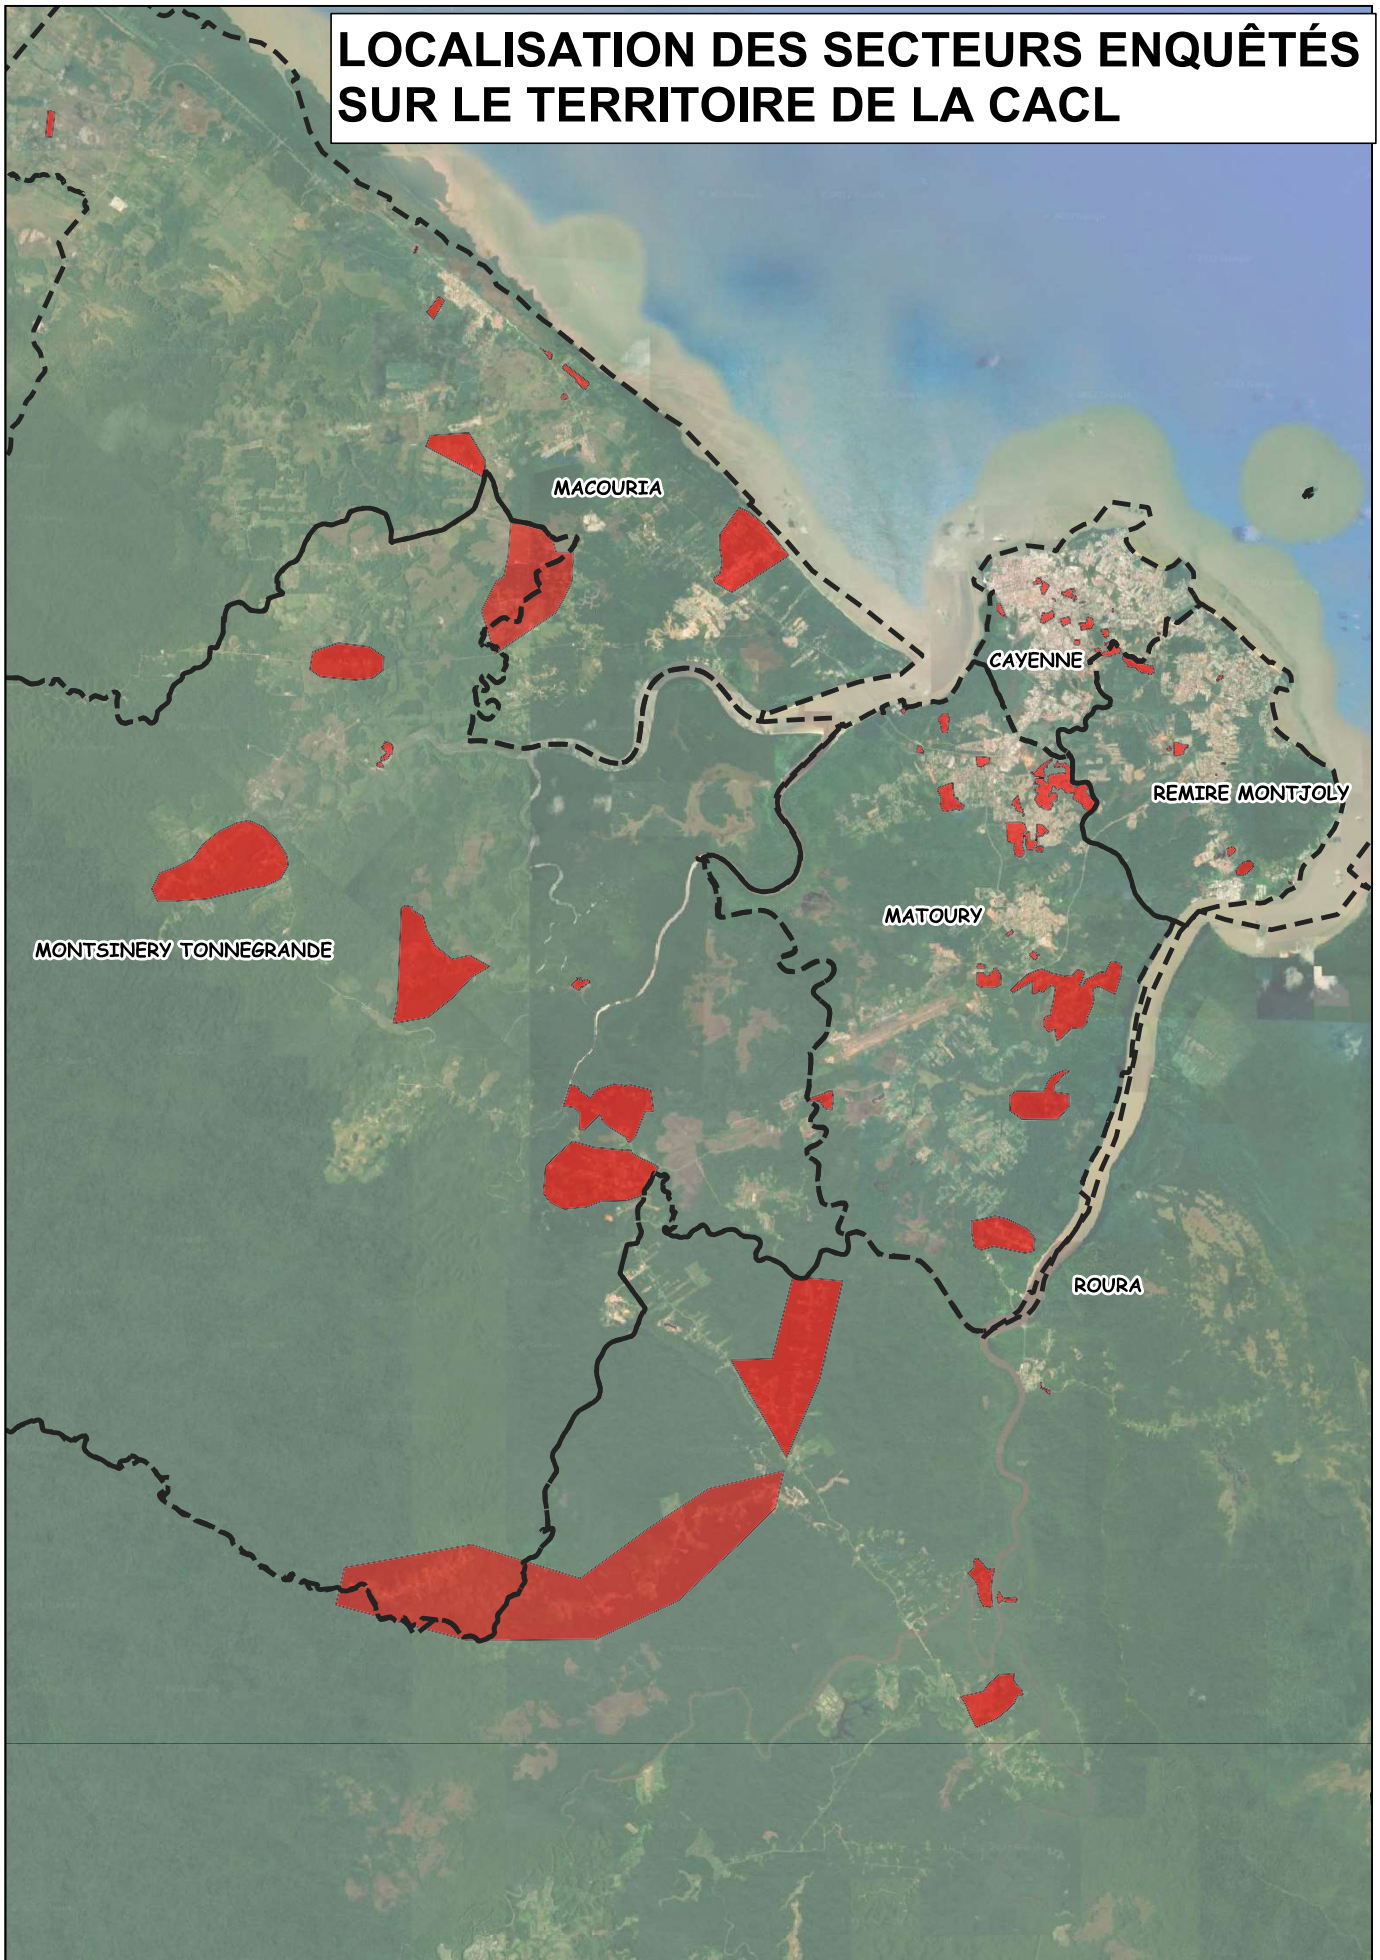 LOCALISATION DES SECTEURS ENQUÊTÉS
SUR LE TERRITOIRE DE LA CACL
MACOURIA
CAYENNE
REMIRE MONTJOLY
MATOURY
MONTSINERY TONNEGRANDE
ROURA